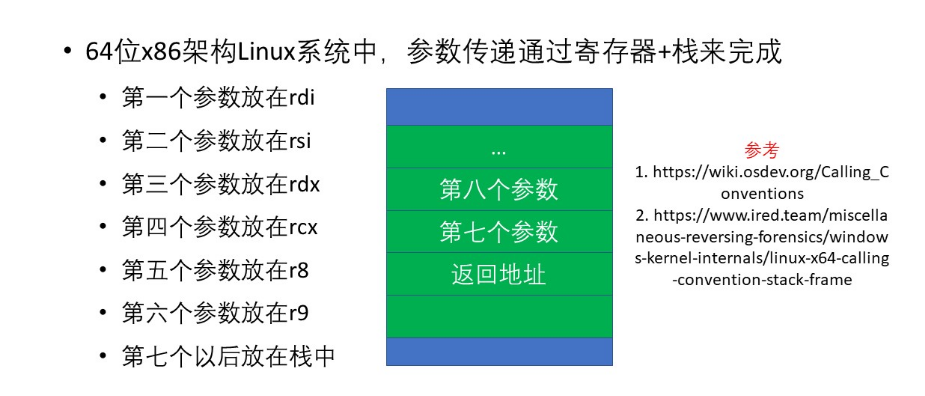 • 64位x86架构Linux系统中，参数传递通过寄存器+栈来完成
• 第一个参数放在rdi
• 第二个参数放在rsi
• 第三个参数放在rdx
• 第四个参数放在rcx
• 第五个参数放在r8
• 第六个参数放在r9
• 第七个以后放在栈中
...
第八个参数
第七个参数
返回地址
参考
1. https://wiki.osdev.org/Calling_C
onventions
2. https://www.ired.team/miscella
neous-reversing-forensics/window
s-kernel-internals/linux-x64-calling
-convention-stack-frame